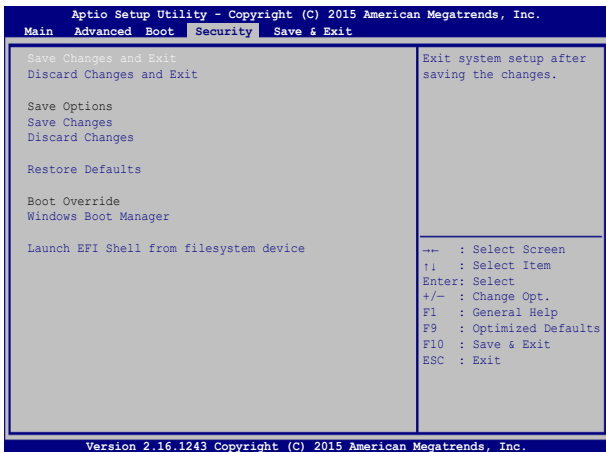 Aptio Setup Utility - Copyright (C) 2015 American Megatrends, Inc.
Main Advanced Boot Security Save & Exit
Save Changes and Exit
Discard Changes and Exit
Save Options
Save Changes
Discard Changes
Restore Defaults
Boot Override
Windows Boot Manager
Launch EFI Shell from filesystem device
Exit system setup after
saving the changes.
→← : Select Screen
↑↓ : Select Item
Enter: Select
+/— : Change Opt.
F1 : General Help
F9 : Optimized Defaults
F10 : Save & Exit
ESC : Exit
Version 2.16.1243 Copyright (C) 2015 American Megatrends, Inc.